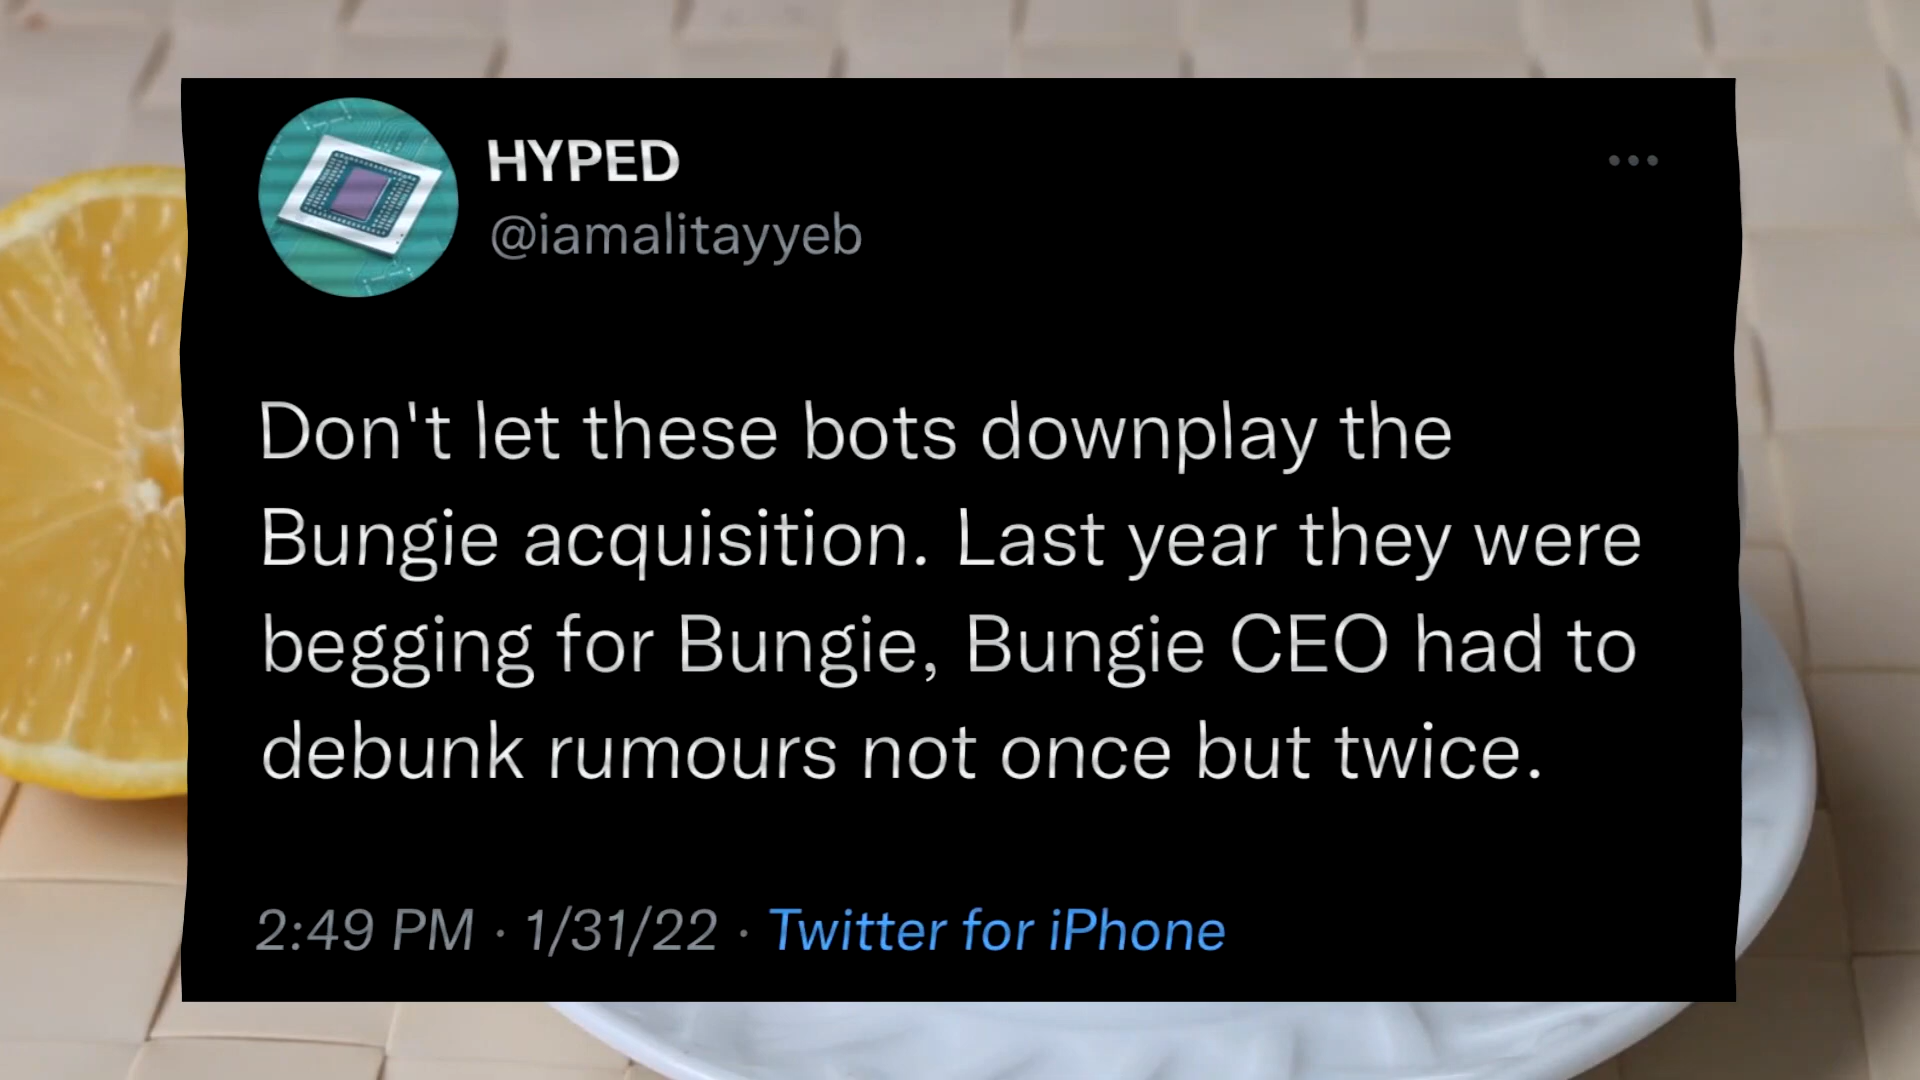 HYPED
@iamalitayyeb
Don't let these bots downplay the
Bungie acquisition. Last year they were
begging for Bungie, Bungie CEO had to
debunk rumours not once but twice.
2:49 PM · 1/31/22 · Twitter for iPhone